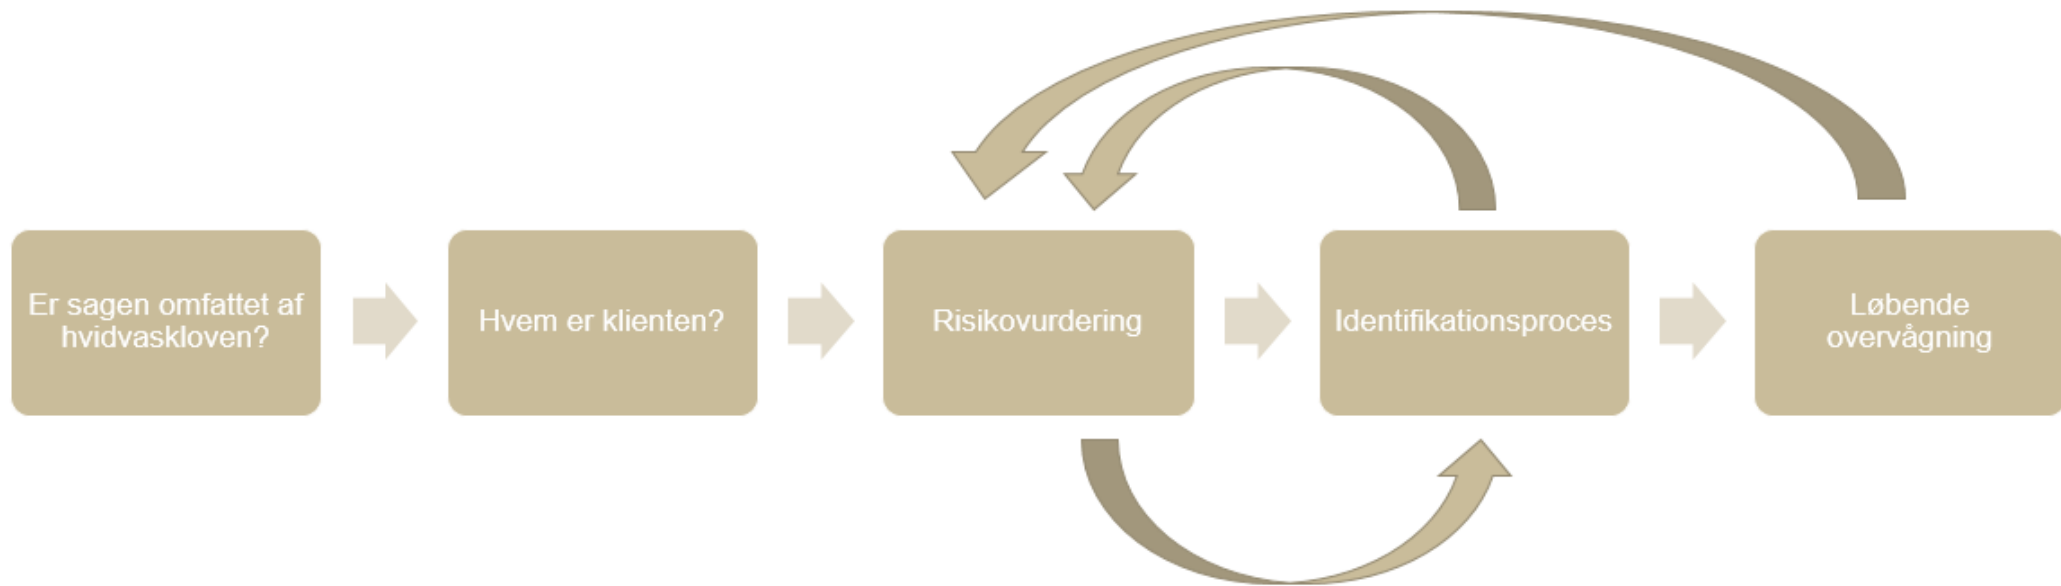 Er sagen omfattet af
hvidvaskloven?
Hvem er klienten?
Risikovurdering
Identifikationsproces
Løbende
overvågning